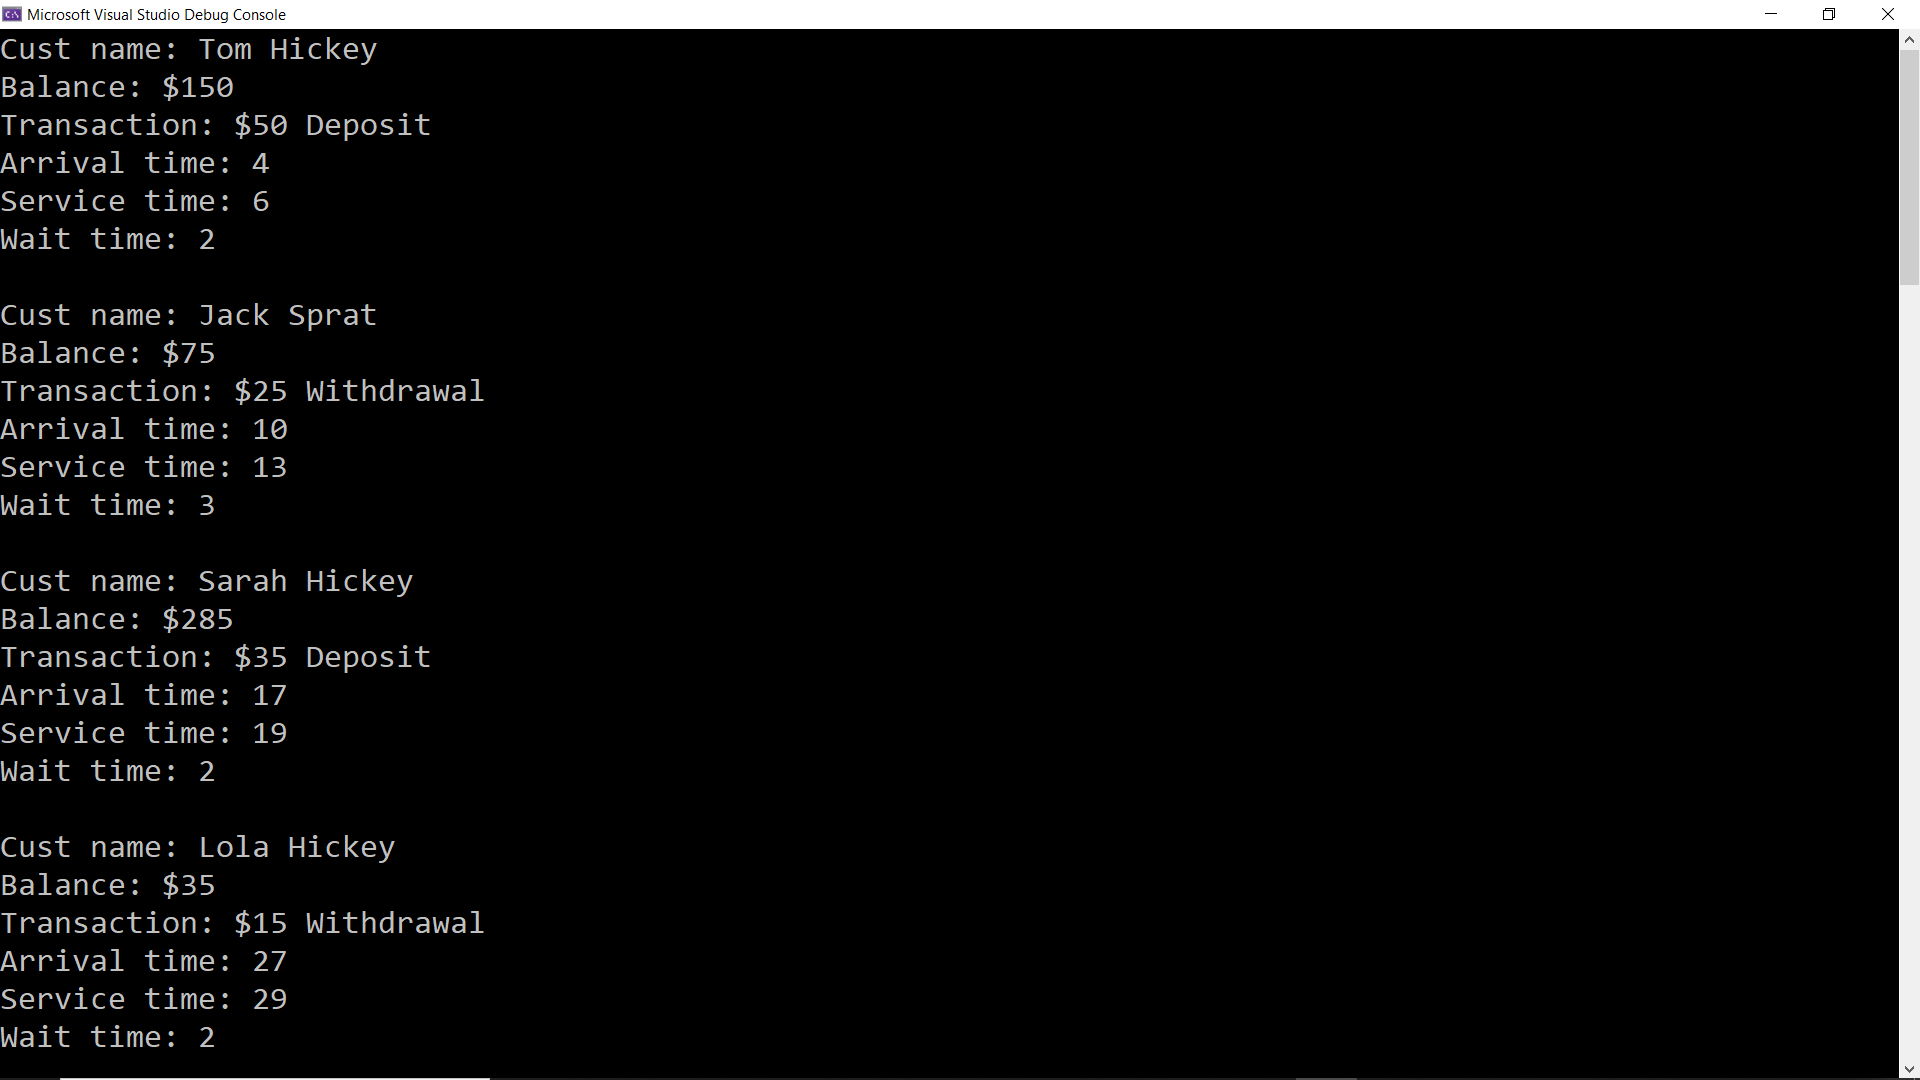 Microsoft Visual Studio Debug Console
Cust name: Tom Hickey
Balance: $150
Transaction: $50 Deposit
Arrival time: 4
Service time: 6
Wait time: 2
Cust name: Jack Sprat
Balance: $75
Transaction: $25 Withdrawal
Arrival time: 10
Service time: 13
Wait time: 3
Cust name: Sarah Hickey
Balance: $285
Transaction: $35 Deposit
Arrival time: 17
Service time: 19
Wait time: 2
Cust name: Lola Hickey
Balance: $35
Transaction: $15 Withdrawal
Arrival time: 27
Service time: 29
Wait time: 2